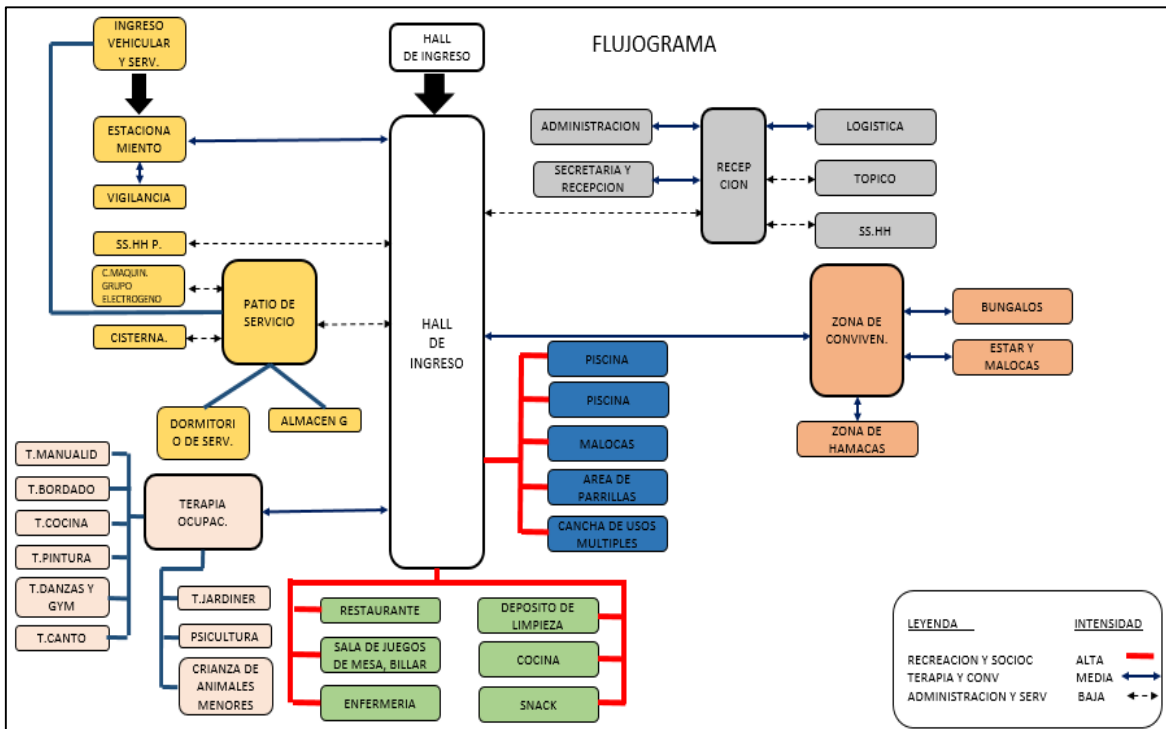 FLUJOGRAMA
INGRESO
VEHICULAR
Y SERV.
HALL
DE INGRESO
ESTACIONA
MIENTO
VIGILANCIA
SS.HH P.
C.MAQUIN.
GRUPO
ELECTROGENO
CISTERNA.
PATIO DE
SERVICIO
DORMITORI
O DE SERV.
ALMACEN G
HALL
DE
INGRESO
ADMINISTRACION
SECRETARIA Y
RECEPCION
RECEP
CION
LOGISTICA
TOPICO
SS.HH
ZONA DE
CONVIVEN.
BUNGALOS
ESTAR Y
MALOCAS
ZONA DE
HAMACAS
PISCINA
PISCINA
MALOCAS
AREA DE
PARRILLAS
CANCHA DE USOS
MULTIPLES
T.MANUALID
T.BORDADO
T.COCINA
T.PINTURA
T.DANZAS Y
GYM
T.CANTO
TERAPIA
OCUPAC.
T.JARDINER
PSICULTURA
CRIANZA DE
ANIMALES
MENORES
RESTAURANTE
SALA DE JUEGOS
DE MESA, BILLAR
ENFERMERIA
DEPOSITO DE
LIMPIEZA
COCINA
SNACK
LEYENDA INTENSIDAD
RECREACION Y SOCIOC ALTA
TERAPIA Y CONV MEDIA
ADMINISTRACION Y SERV BAJA